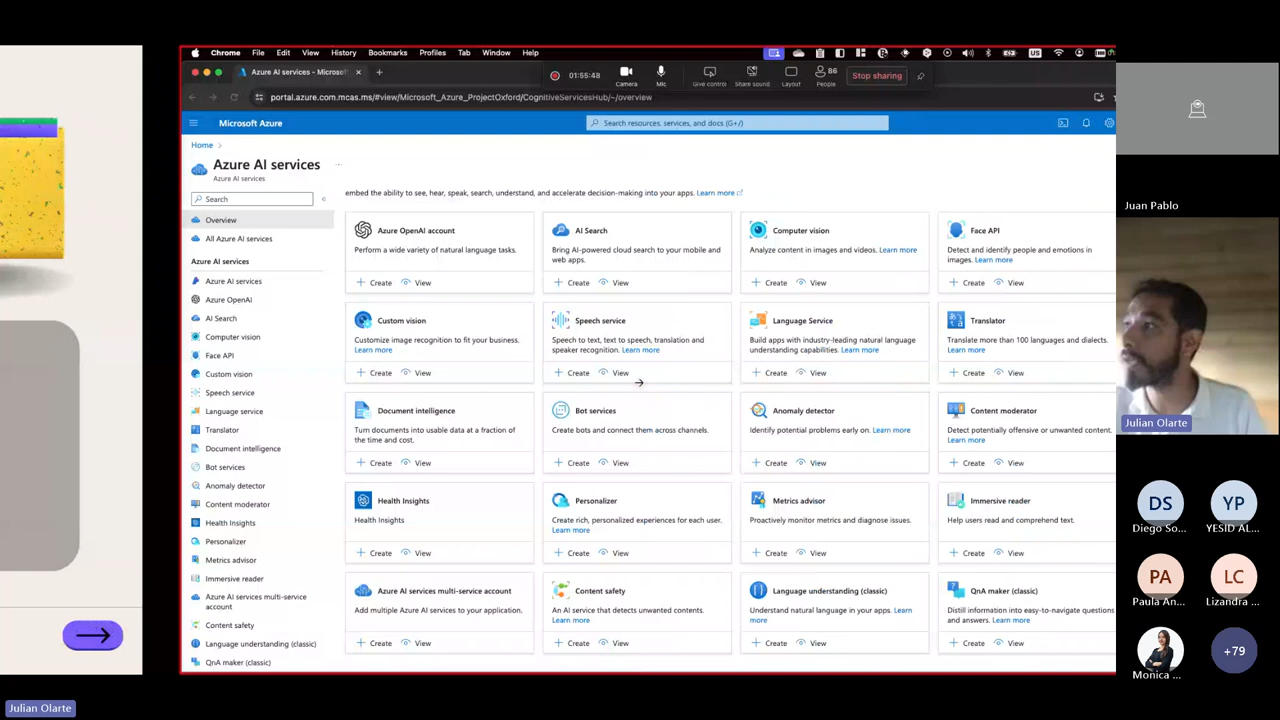 Chrome File Edit View History Bookmarks Profiles Tab Window Help
US
Azure AI services - Microsof
01:55:48
Camera
Mic
Give control
Share sound
Layout
86
People
Stop sharing
portal.azure.com.mcas.ms/#view/Microsoft_Azure_ProjectOxford/CognitiveServicesHub/~/overview
Microsoft Azure
Search resources, services, and docs (G+/)
Home >
Azure AI services
...
Azure AI services
Search
Overview
All Azure AI services
Azure AI services
Azure AI services
Azure OpenAI
AI Search
Computer vision
Face API
Custom vision
Speech service
Language service
Translator
Document intelligence
Bot services
Anomaly detector
Content moderator
Health Insights
Personalizer
Metrics advisor
Immersive reader
Azure AI services multi-service
account
Content safety
Language understanding (classic)
QnA maker (classic)
embed the ability to see, hear, speak, search, understand, and accelerate decision-making into your apps. Learn more
Azure OpenAI account
Perform a wide variety of natural language tasks.
Create View
AI Search
Bring AI-powered cloud search to your mobile and
web apps.
Create View
Computer vision
Analyze content in images and videos. Learn more
Create View
Face API
Detect and identify people and emotions in
images. Learn more
Create View
Custom vision
Customize image recognition to fit your business.
Learn more
Create View
Speech service
Speech to text, text to speech, translation and
speaker recognition. Learn more
Create View
Language Service
Build apps with industry-leading natural language
understanding capabilities. Learn more
Create View
Translator
Translate more than 100 languages and dialects.
Learn more
Create View
Document intelligence
Turn documents into usable data at a fraction of
the time and cost.
Create View
Bot services
Create bots and connect them across channels.
Create View
Anomaly detector
Identify potential problems early on. Learn more
Create View
Content moderator
Detect potentially offensive or unwanted content.
Learn more
Create View
Health Insights
Health Insights
Create View
Personalizer
Create rich, personalized experiences for each user.
Learn more
Create View
Metrics advisor
Proactively monitor metrics and diagnose issues.
Create View
Immersive reader
Help users read and comprehend text.
Create View
Azure AI services multi-service account
Add multiple Azure AI services to your application.
Create View
Content safety
An AI service that detects unwanted contents.
Learn more
Create View
Language understanding (classic)
Understand natural language in your apps. Learn
more
Create View
QnA maker (classic)
Distill information into easy-to-navigate questions
and answers. Learn more
Create View
Juan Pablo
Julian Olarte
DS
Diego So...
YP
YESID AL...
PA
Paula An...
LC
Lizandra ...
Monica ...
+79
Julian Olarte